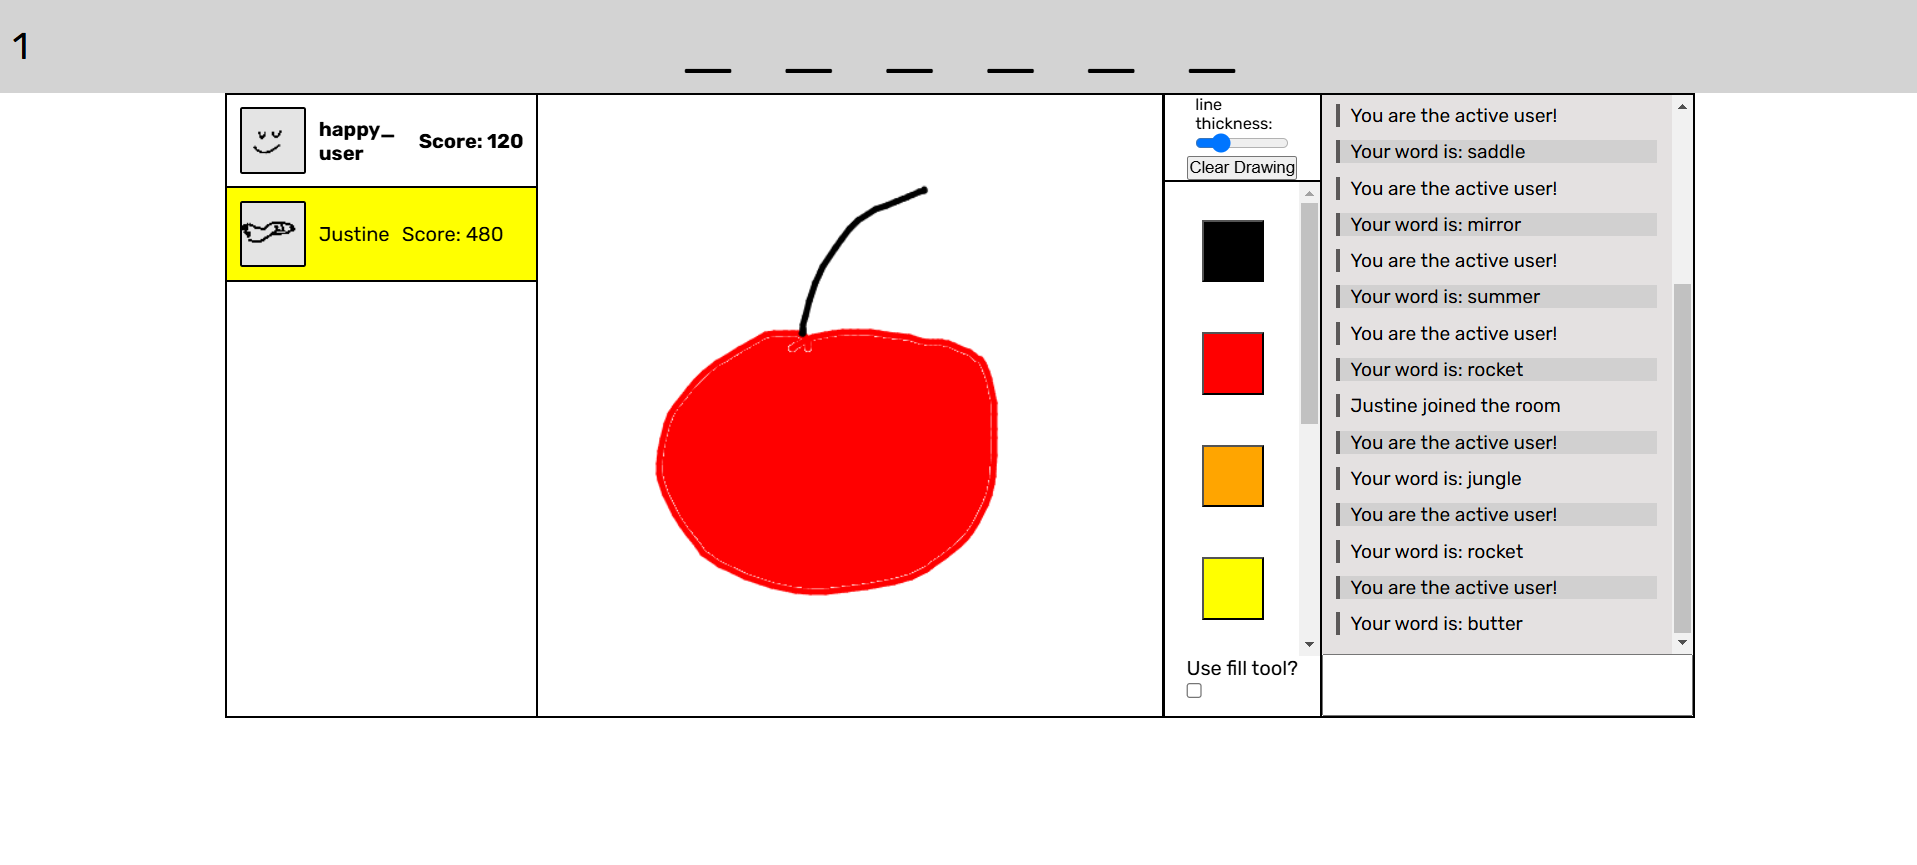 1
happy_
user
Score: 120
Justine Score: 480
line
thickness:
Clear Drawing
Use fill tool?
You are the active user!
Your word is: saddle
You are the active user!
Your word is: mirror
You are the active user!
Your word is: summer
You are the active user!
Your word is: rocket
Justine joined the room
You are the active user!
Your word is: jungle
You are the active user!
Your word is: rocket
You are the active user!
Your word is: butter